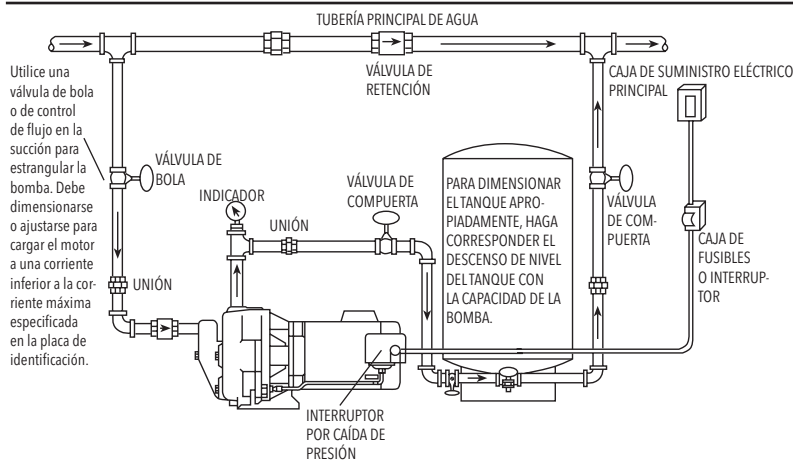 TUBERÍA PRINCIPAL DE AGUA
Utilice una
válvula de bola
o de control
de flujo en la
succión para
estrangular la
bomba. Debe
dimensionarse
o ajustarse para
cargar el motor
a una corriente
inferior a la cor-
riente máxima
especificada
en la placa de
identificación.
VÁLVULA DE
RETENCIÓN
CAJA DE SUMINISTRO ELÉCTRICO
PRINCIPAL
VÁLVULA DE
BOLA
INDICADOR
UNIÓN
VÁLVULA DE
COMPUERTA
PARA DIMENSIONAR
EL TANQUE APRO-
PIADAMENTE, HAGA
CORRESPONDER EL
DESCENSO DE NIVEL
DEL TANQUE CON
LA CAPACIDAD DE LA
BOMBA.
VÁLVULA
DE COM-
PUERTA
CAJA DE
FUSIBLES
O INTERRUP-
TOR
UNIÓN
INTERRUPTOR
POR CAÍDA DE
PRESIÓN